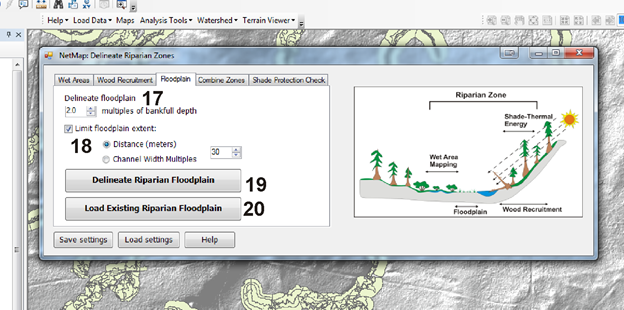 Help Load Data Maps Analysis Tools Watershed Terrain Viewer
NetMap: Delineate Riparian Zones
Wet Areas Wood Recruitment Floodplain Combine Zones Shade Protection Check
Delineate floodplain 17
2.0 multiples of bankfull depth
Limit floodplain extent:
18 Distance (meters)
Channel Width Multiples 30
Delineate Riparian Floodplain 19
Load Existing Riparian Floodplain 20
Save settings Load settings Help
Riparian Zone
Shade-Thermal
Energy
Wet Area
Mapping
Floodplain
Wood Recruitment